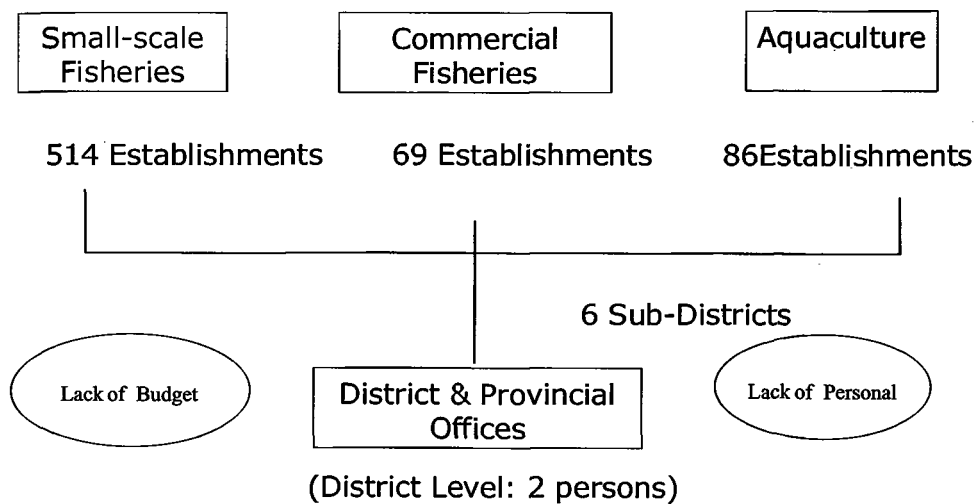 Small-scale
Fisheries
Commercial
Fisheries
Aquaculture
514 Establishments
69 Establishments
86Establishments
6 Sub-Districts
Lack of Budget
District & Provincial
Offices
Lack of Personal
(District Level: 2 persons)